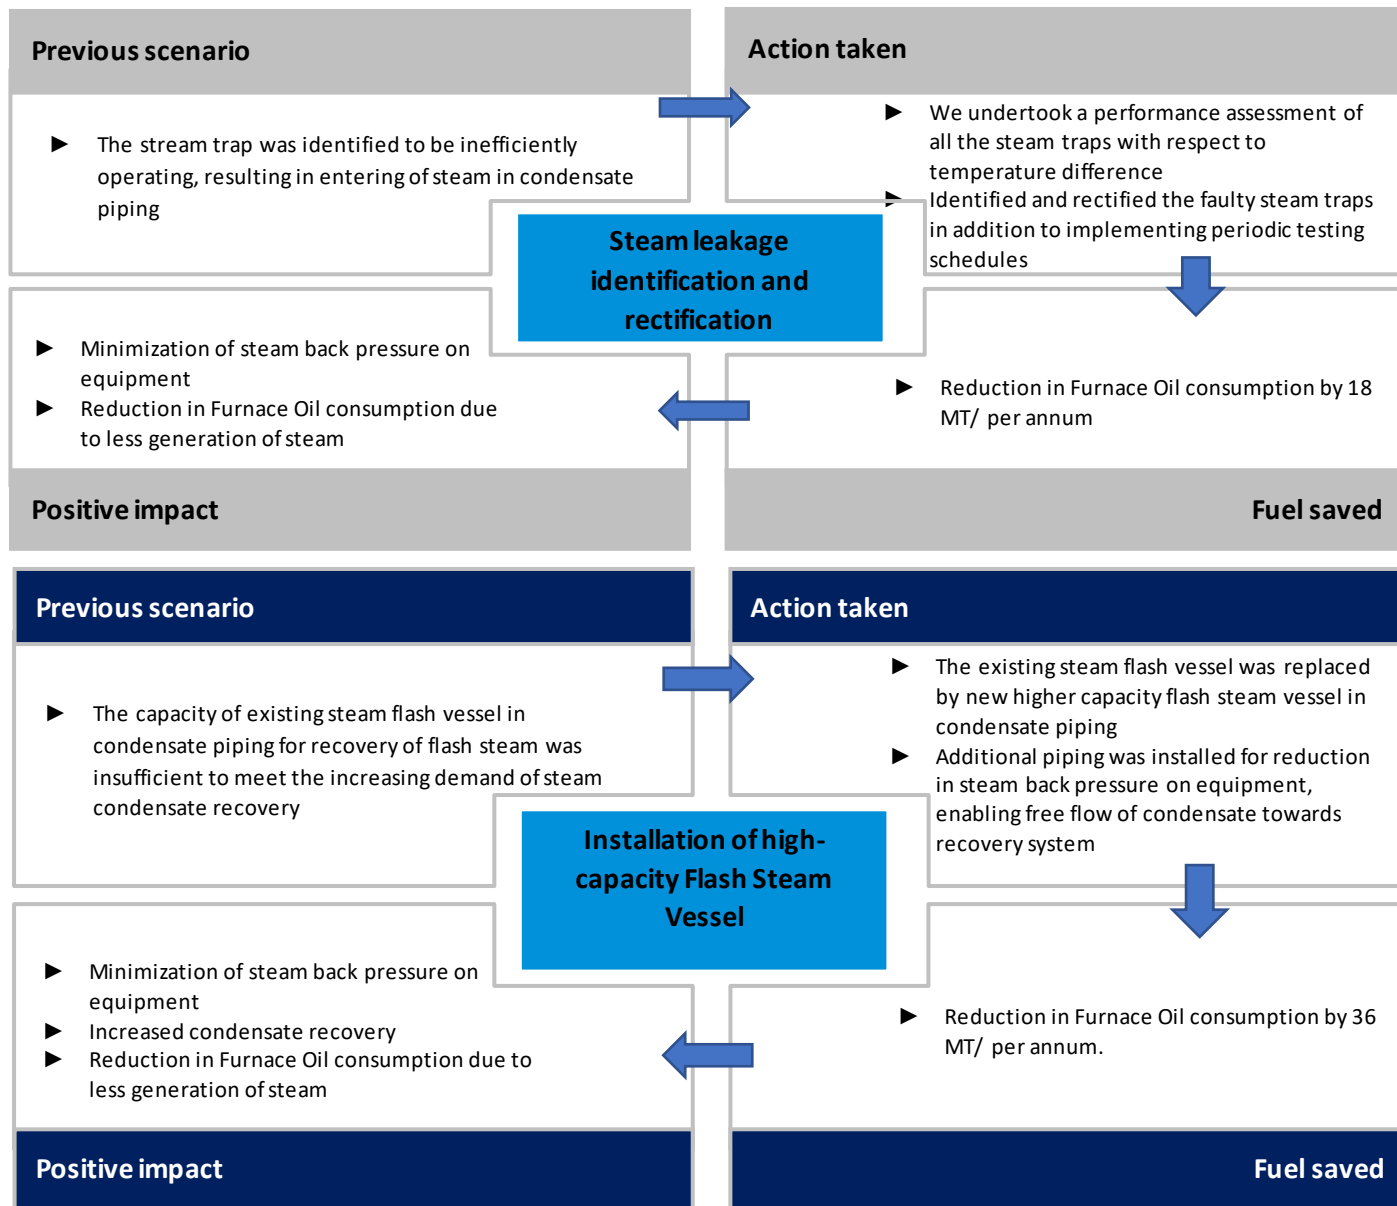 Previous scenario
Action taken
► The stream trap was identified to be inefficiently
operating, resulting in entering of steam in condensate
piping
► We undertook a performance assessment of
all the steam traps with respect to
temperature difference
► Identified and rectified the faulty steam traps
in addition to implementing periodic testing
schedules
Steam leakage
identification and
rectification
► Minimization of steam back pressure on
equipment
► Reduction in Furnace Oil consumption due
to less generation of steam
► Reduction in Furnace Oil consumption by 18
MT/ per annum
Positive impact
Fuel saved
Previous scenario
Action taken
► The capacity of existing steam flash vessel in
condensate piping for recovery of flash steam was
insufficient to meet the increasing demand of steam
condensate recovery
► The existing steam flash vessel was replaced
by new higher capacity flash steam vessel in
condensate piping
► Additional piping was installed for reduction
in steam back pressure on equipment,
enabling free flow of condensate towards
recovery system
Installation of high-
capacity Flash Steam
Vessel
► Minimization of steam back pressure on
equipment
► Increased condensate recovery
► Reduction in Furnace Oil consumption due to
less generation of steam
► Reduction in Furnace Oil consumption by 36
MT/ per annum.
Positive impact
Fuel saved